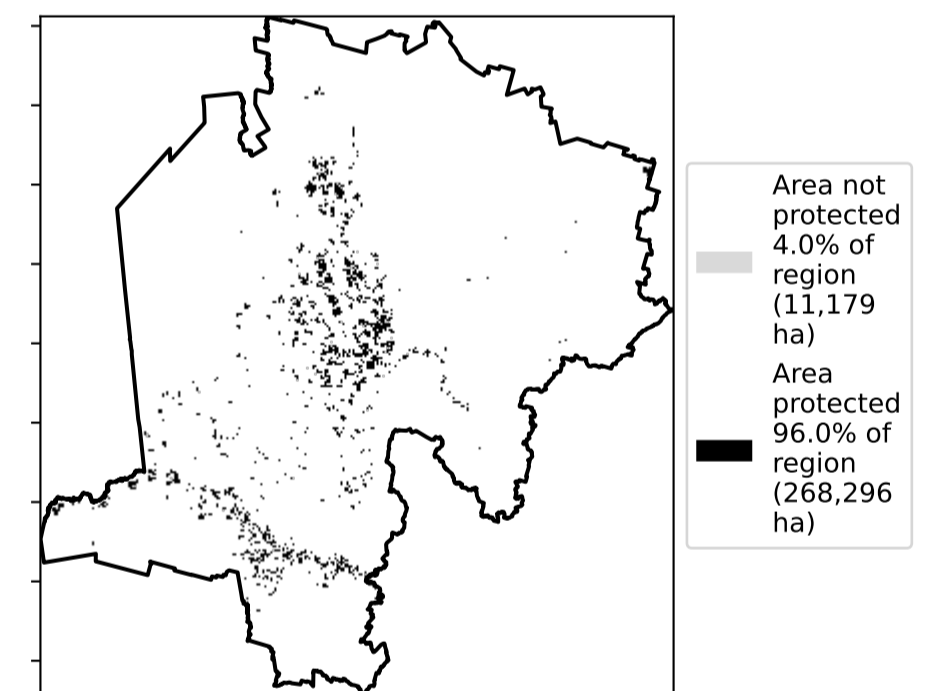 Area not
protected
4.0% of
region
(11,179
ha)
Area
protected
96.0% of
region
(268,296
ha)